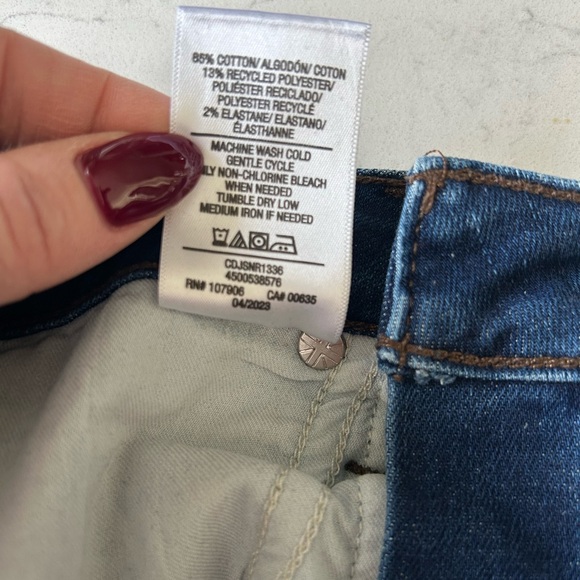 85% COTTON/ ALGODÓN/ COTON
13% RECYCLED POLYESTER/
POLIÉSTER RECICLADO/
POLYESTER RECYCLÉ
2% ELASTANE/ ELASTANO/
ÉLASTHANNE
MACHINE WASH COLD
GENTLE CYCLE
NLY NON-CHLORINE BLEACH
WHEN NEEDED
TUMBLE DRY LOW
MEDIUM IRON IF NEEDED
CDJSNR1336
4500538576
RN# 107906 CA# 00635
04/2023